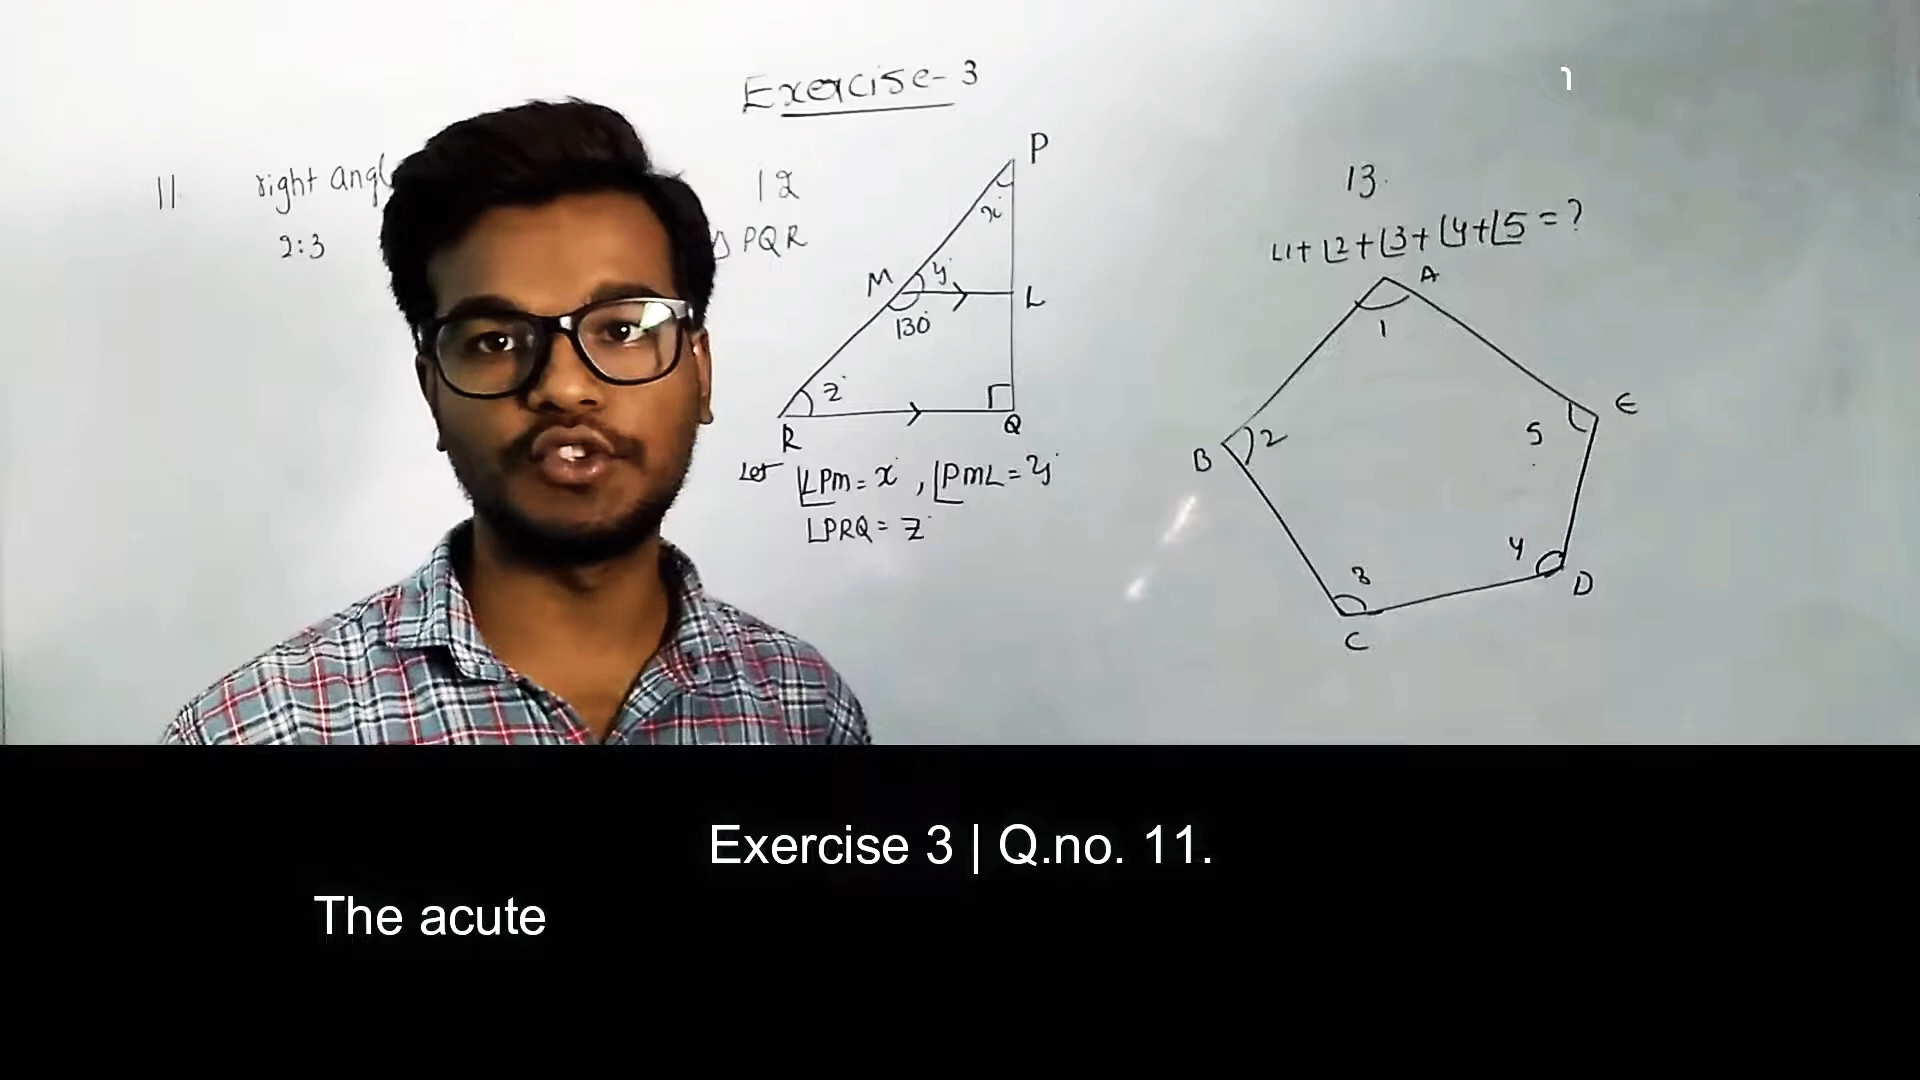 Exercise-3
11. right angl
2:3
12
△PQR
P
x°
M
y°
L
130°
z°
R
Q
Let ∠LPM = x°, ∠PML = y°
∠PRQ = z°
13.
∠1+∠2+∠3+∠4+∠5=?
A
1
E
5
B
2
4
D
3
C
Exercise 3 | Q.no. 11.
The acute